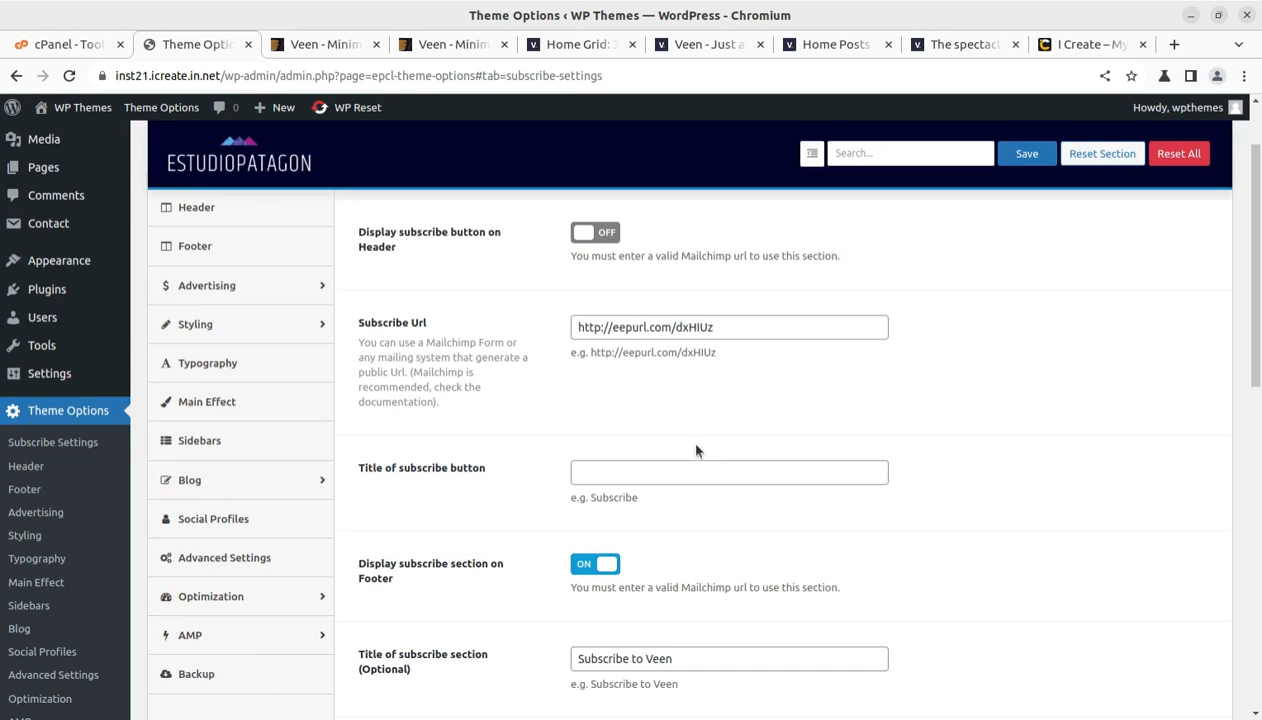 Theme Options ‹ WP Themes — WordPress - Chromium
cPanel - Tool
Theme Optio
Veen - Minim
Veen - Minim
Home Grid: 3
Veen - Just a
Home Posts
The spectacl
I Create – My
inst21.icreate.in.net/wp-admin/admin.php?page=epcl-theme-options#tab=subscribe-settings
WP Themes
Theme Options
0
New
WP Reset
Howdy, wpthemes
Media
Pages
Comments
Contact
Appearance
Plugins
Users
Tools
Settings
Theme Options
Subscribe Settings
Header
Footer
Advertising
Styling
Typography
Main Effect
Sidebars
Blog
Social Profiles
Advanced Settings
Optimization
ESTUDIOPATAGON
Search...
Save
Reset Section
Reset All
Header
Footer
Advertising
Styling
Typography
Main Effect
Sidebars
Blog
Social Profiles
Advanced Settings
Optimization
AMP
Backup
Display subscribe button on
Header
OFF
You must enter a valid Mailchimp url to use this section.
Subscribe Url
You can use a Mailchimp Form or
any mailing system that generate a
public Url. (Mailchimp is
recommended, check the
documentation).
http://eepurl.com/dxHIUz
e.g. http://eepurl.com/dxHIUz
Title of subscribe button
e.g. Subscribe
Display subscribe section on
Footer
ON
You must enter a valid Mailchimp url to use this section.
Title of subscribe section
(Optional)
Subscribe to Veen
e.g. Subscribe to Veen